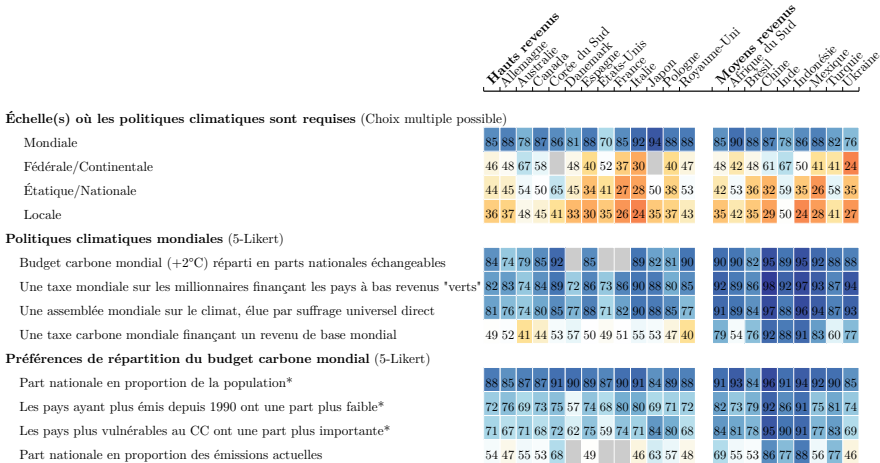 Hauts revenus
Allemagne
Australie
Canada
Corée du Sud
Danemark
Espagne
États-Unis
France
Italie
Japon
Pologne
Royaume-Uni
Moyens revenus
Afrique du Sud
Brésil
Chine
Inde
Indonésie
Mexique
Turquie
Ukraine
Échelle(s) où les politiques climatiques sont requises (Choix multiple possible)
Mondiale 85 88 78 87 86 81 88 70 85 92 94 88 88 85 90 88 87 78 86 88 82 76
Fédérale/Continentale 46 48 67 58 48 40 52 37 30 40 47 48 42 48 61 67 50 41 41 24
Étatique/Nationale 44 45 54 50 65 45 34 41 27 28 50 38 53 42 53 36 32 59 35 26 58 35
Locale 36 37 48 45 41 33 30 35 26 24 35 37 43 35 42 35 29 50 24 28 41 27
Politiques climatiques mondiales (5-Likert)
Budget carbone mondial (+2°C) réparti en parts nationales échangeables 84 74 79 85 92 85 89 82 81 90 90 90 82 95 89 95 92 88 88
Une taxe mondiale sur les millionnaires finançant les pays à bas revenus "verts" 82 83 74 84 89 72 86 73 86 90 88 80 85 92 89 86 98 92 97 93 87 94
Une assemblée mondiale sur le climat, élue par suffrage universel direct 81 76 74 80 85 77 88 71 82 90 88 85 77 91 89 84 97 88 96 94 87 93
Une taxe carbone mondiale finançant un revenu de base mondial 49 52 41 44 53 57 50 49 51 55 53 47 40 79 54 76 92 88 91 83 60 77
Préférences de répartition du budget carbone mondial (5-Likert)
Part nationale en proportion de la population* 88 85 87 87 91 90 89 87 90 91 84 89 88 91 93 84 96 91 94 92 90 85
Les pays ayant plus émis depuis 1990 ont une part plus faible* 72 76 69 73 75 57 74 68 80 80 69 71 72 82 73 79 92 86 91 75 81 74
Les pays plus vulnérables au CC ont une part plus importante* 71 67 71 68 72 62 75 59 74 71 84 80 68 84 81 78 95 90 91 77 83 69
Part nationale en proportion des émissions actuelles 54 47 55 53 68 49 46 63 57 48 69 55 53 86 77 88 56 77 46